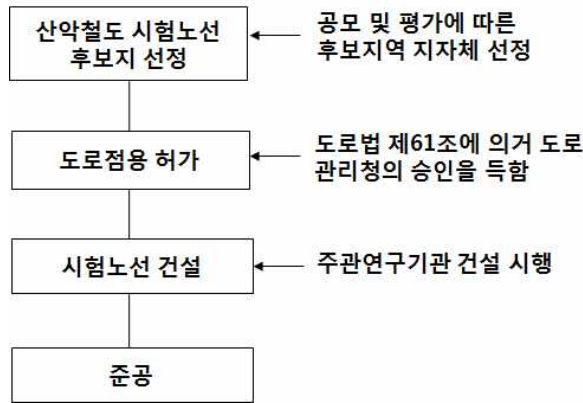 산악철도 시험노선
후보지 선정
공모 및 평가에 따른
후보지역 지자체 선정
도로점용 허가
도로법 제61조에 의거 도로
관리청의 승인을 득함
시험노선 건설
주관연구기관 건설 시행
준공